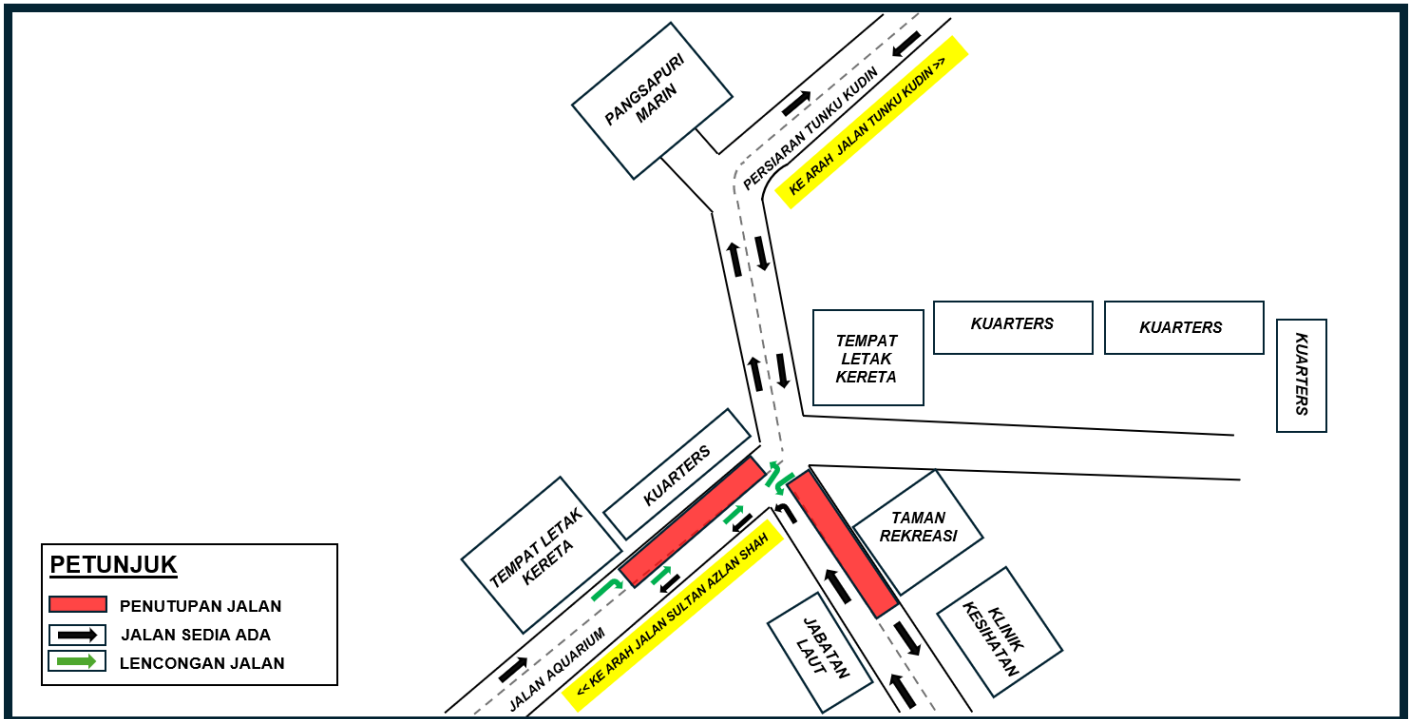 PANGSAPURI
MARIN
PERSIARAN TUNKU KUDIN
KE ARAH JALAN TUNKU KUDIN >>
TEMPAT
LETAK
KERETA
KUARTERS
KUARTERS
KUARTERS
KUARTERS
TEMPAT LETAK
KERETA
TAMAN
REKREASI
KLINIK
KESIHATAN
JABATAN
LAUT
JALAN AQUARIUM
<< KE ARAH JALAN SULTAN AZLAN SHAH
PETUNJUK
PENUTUPAN JALAN
JALAN SEDIA ADA
LENCONGAN JALAN